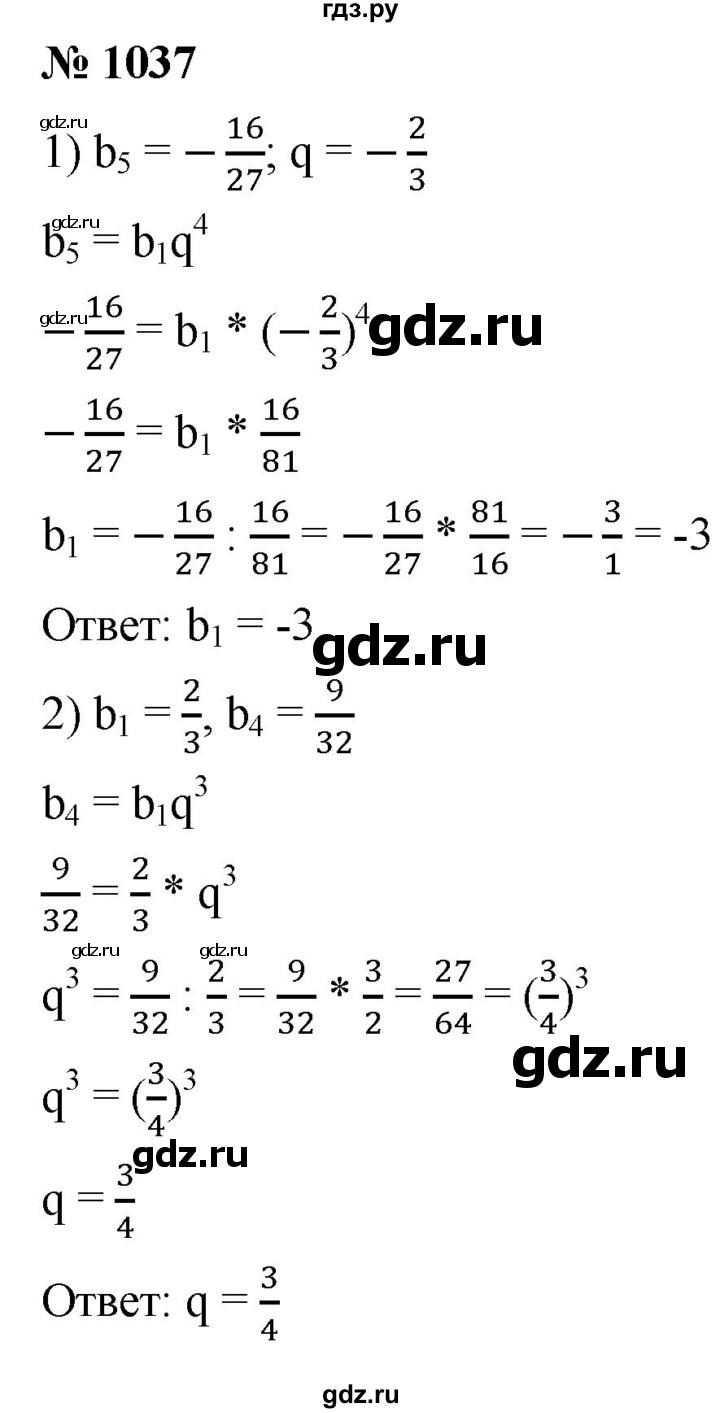 гдз.ру
№ 1037
gdz.ru
1) b₅ = −16/27; q = −2/3
gdz.ru
b₅ = b₁q⁴
gdz.ru
−16/27 = b₁ * (−2/3)⁴
gdz.ru
−16/27 = b₁ * 16/81
b₁ = −16/27 : 16/81 = −16/27 * 81/16 = −3/1 = -3
Ответ: b₁ = -3
gdz.ru
2) b₁ = 2/3, b₄ = 9/32
b₄ = b₁q³
9/32 = 2/3 * q³
gdz.ru gdz.ru
q³ = 9/32 : 2/3 = 9/32 * 3/2 = 27/64 = (3/4)³
gdz.ru
q³ = (3/4)³
gdz.ru
q = 3/4
Ответ: q = 3/4
gdz.ru